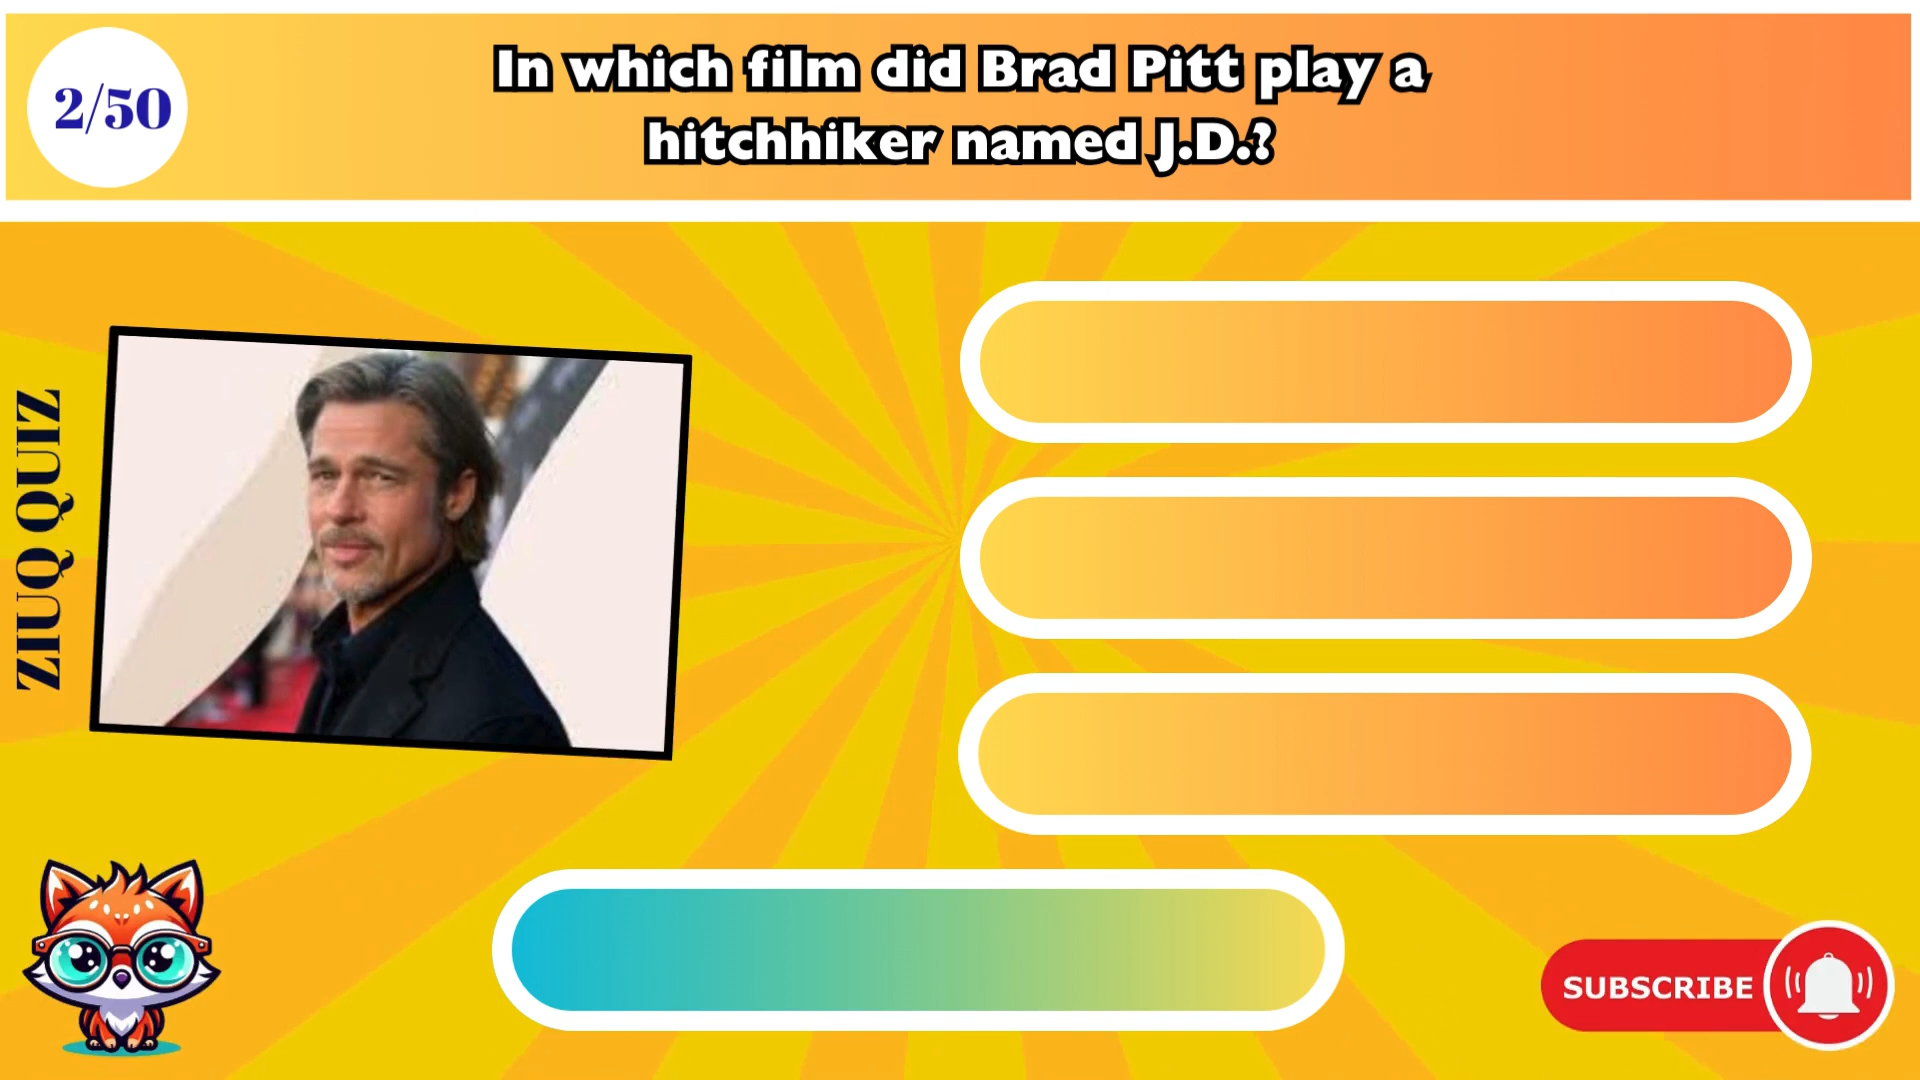 2/50
In which film did Brad Pitt play a
hitchhiker named J.D.?
ZIUQ QUIZ
SUBSCRIBE